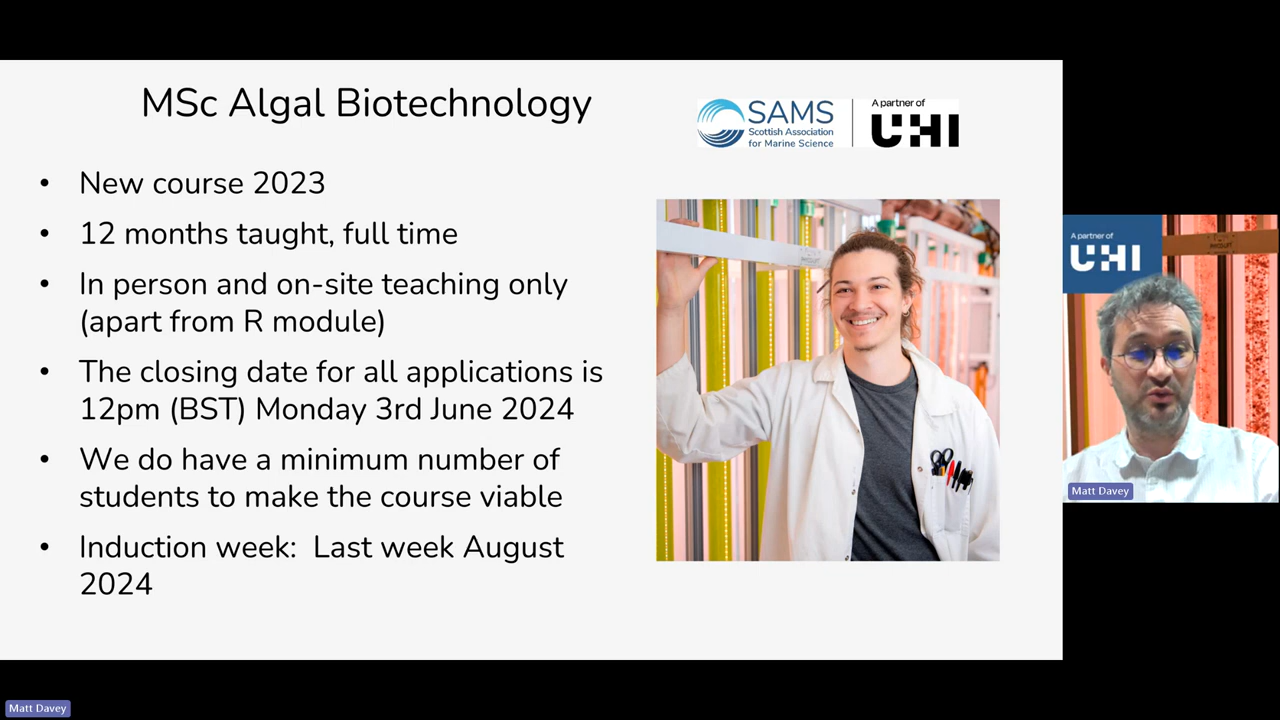 MSc Algal Biotechnology
SAMS
Scottish Association
for Marine Science
A partner of
UHI
• New course 2023
• 12 months taught, full time
• In person and on-site teaching only
(apart from R module)
• The closing date for all applications is
12pm (BST) Monday 3rd June 2024
• We do have a minimum number of
students to make the course viable
• Induction week:  Last week August
2024
A partner of
UHI
Matt Davey
Matt Davey